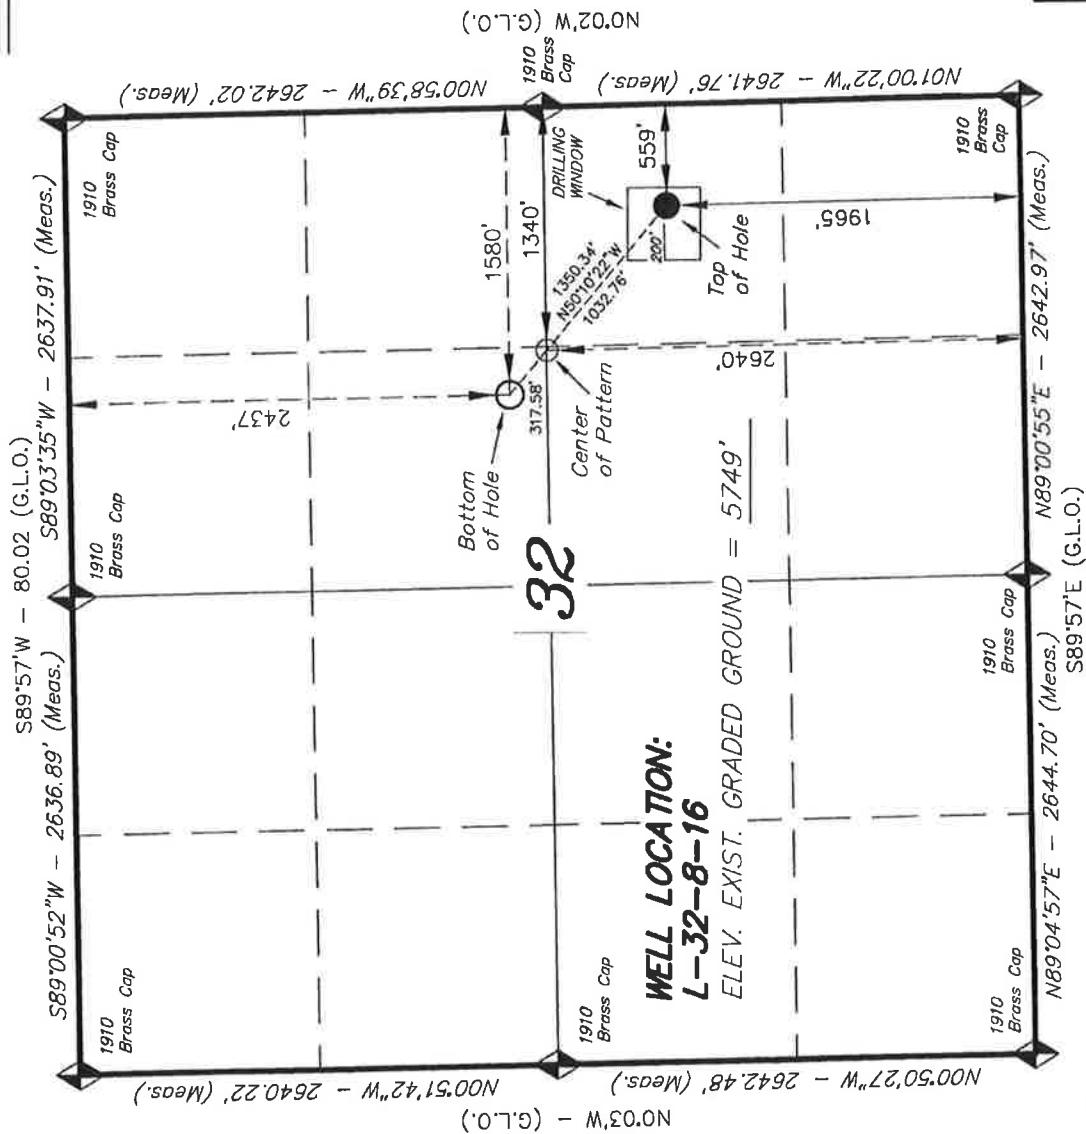 S89°57'W - 80.02 (G.L.O.)
S89°00'52"W - 2636.89' (Meas.)
S89°03'35"W - 2637.91' (Meas.)
1910
Brass Cap
1910
Brass Cap
1910
Brass Cap
N0°03'W - (G.L.O.)
N00°51'42"W - 2640.22' (Meas.)
N00°58'39"W - 2642.02' (Meas.)
N0°02'W (G.L.O.)
2437'
Bottom
of Hole
1580'
1910
Brass
Cap
1910
Brass Cap
32
317.58'
1340'
Center
of Pattern
1350.34'
N50°10'22"W
1032.76'
DRILLING
WINDOW
559'
200'
Top
of Hole
WELL LOCATION:
L-32-8-16
ELEV. EXIST. GRADED GROUND = 5749'
2640'
1965'
N00°50'27"W - 2642.48' (Meas.)
N01°00'22"W - 2641.76' (Meas.)
1910
Brass Cap
1910
Brass Cap
1910
Brass
Cap
N89°04'57"E - 2644.70' (Meas.)
N89°00'55"E - 2642.97' (Meas.)
S89°57'E (G.L.O.)